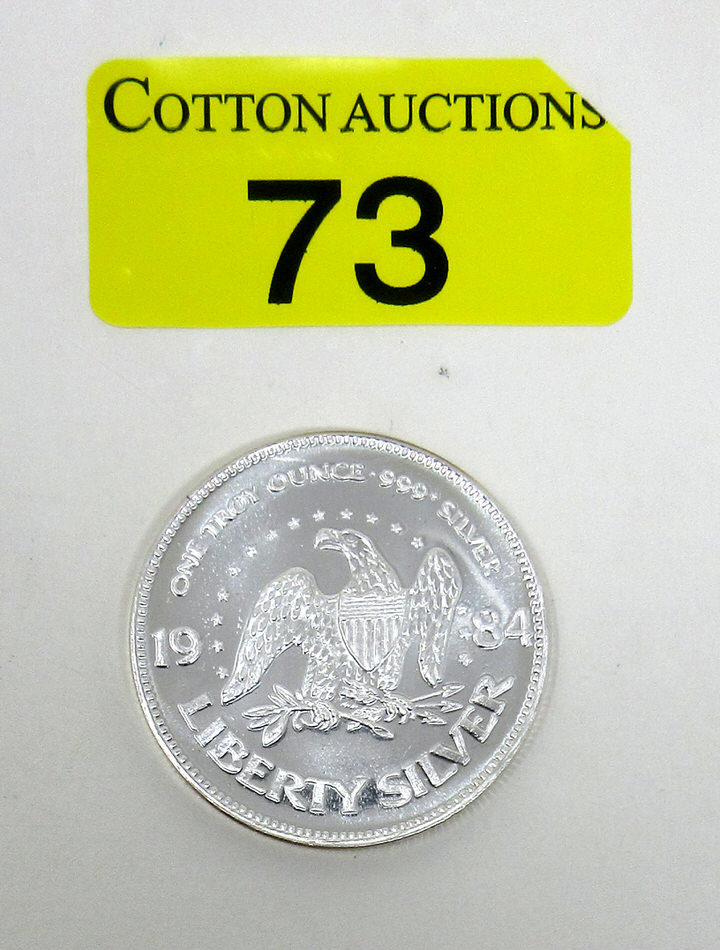 COTTON AUCTIONS
73
ONE TROY OUNCE · 999+ SILVER
19 84
LIBERTY SILVER